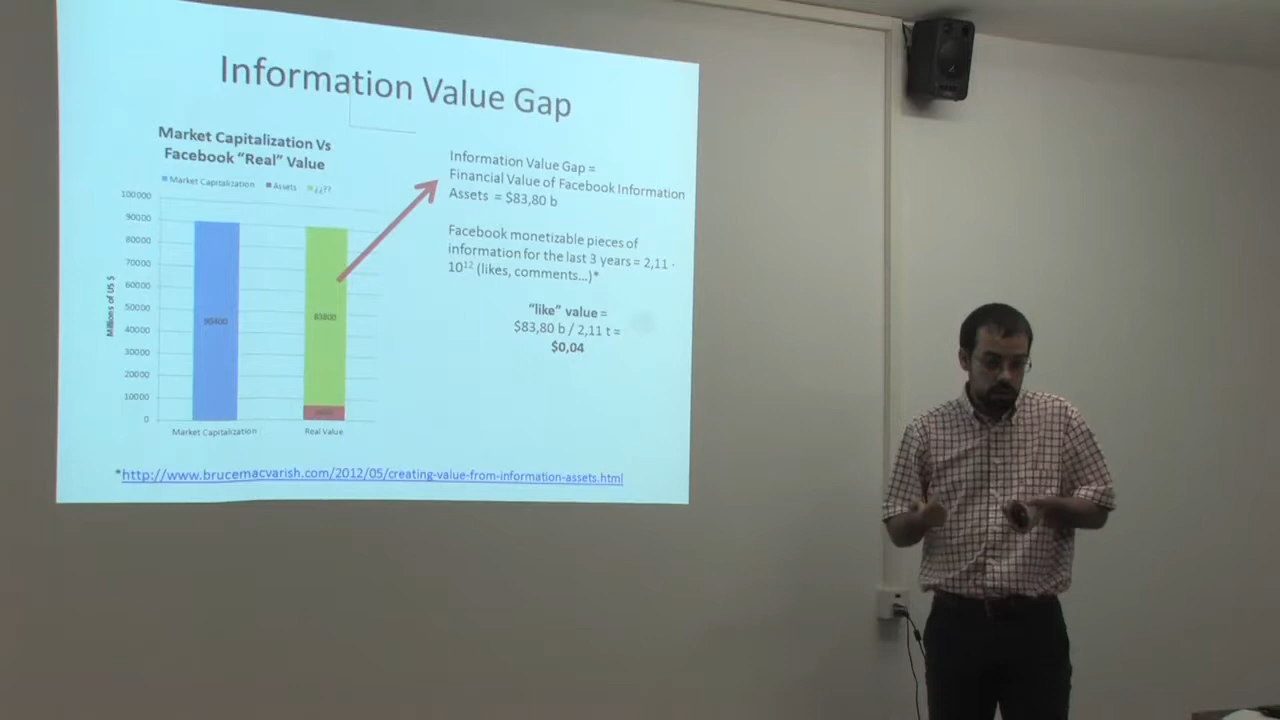 Information Value Gap
Market Capitalization Vs
Facebook “Real” Value
Market Capitalization Assets ¿¿??
100000
90000
80000
70000
60000
50000
40000
30000
20000
10000
0
Millions of US $
90400
83800
Market Capitalization
Real Value
Information Value Gap =
Financial Value of Facebook Information
Assets = $83,80 b
Facebook monetizable pieces of
information for the last 3 years = 2,11 ·
10¹² (likes, comments...)*
“like” value =
$83,80 b / 2,11 t =
$0,04
*http://www.brucemacvarish.com/2012/05/creating-value-from-information-assets.html